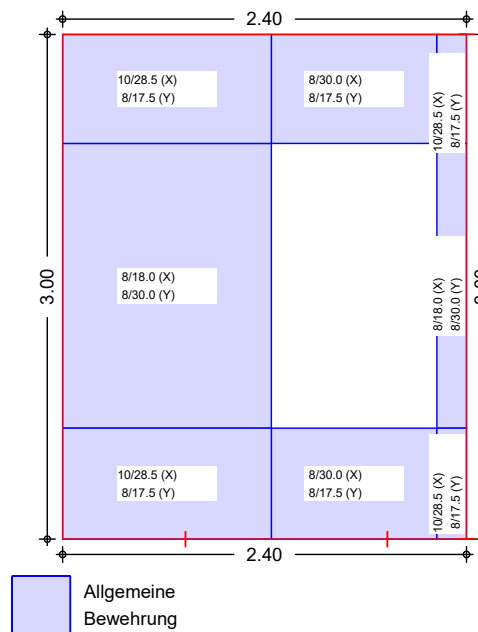 2.40
10/28.5 (X)
8/17.5 (Y)
8/30.0 (X)
8/17.5 (Y)
10/28.5 (X)
8/17.5 (Y)
3.00
8/18.0 (X)
8/30.0 (Y)
8/18.0 (X)
8/30.0 (Y)
10/28.5 (X)
8/17.5 (Y)
8/30.0 (X)
8/17.5 (Y)
10/28.5 (X)
8/17.5 (Y)
2.40
Allgemeine
Bewehrung